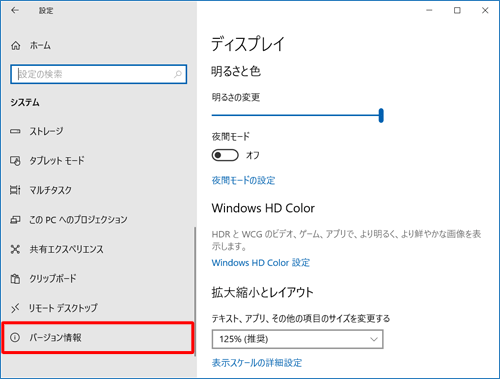 設定
ホーム
設定の検索
システム
ストレージ
タブレット モード
マルチタスク
この PC へのプロジェクション
共有エクスペリエンス
クリップボード
リモート デスクトップ
バージョン情報
ディスプレイ
明るさと色
明るさの変更
夜間モード
オフ
夜間モードの設定
Windows HD Color
HDR と WCG のビデオ、ゲーム、アプリで、より明るく、より鮮やかな画像を表
示します。
Windows HD Color 設定
拡大縮小とレイアウト
テキスト、アプリ、その他の項目のサイズを変更する
125% (推奨)
表示スケールの詳細設定